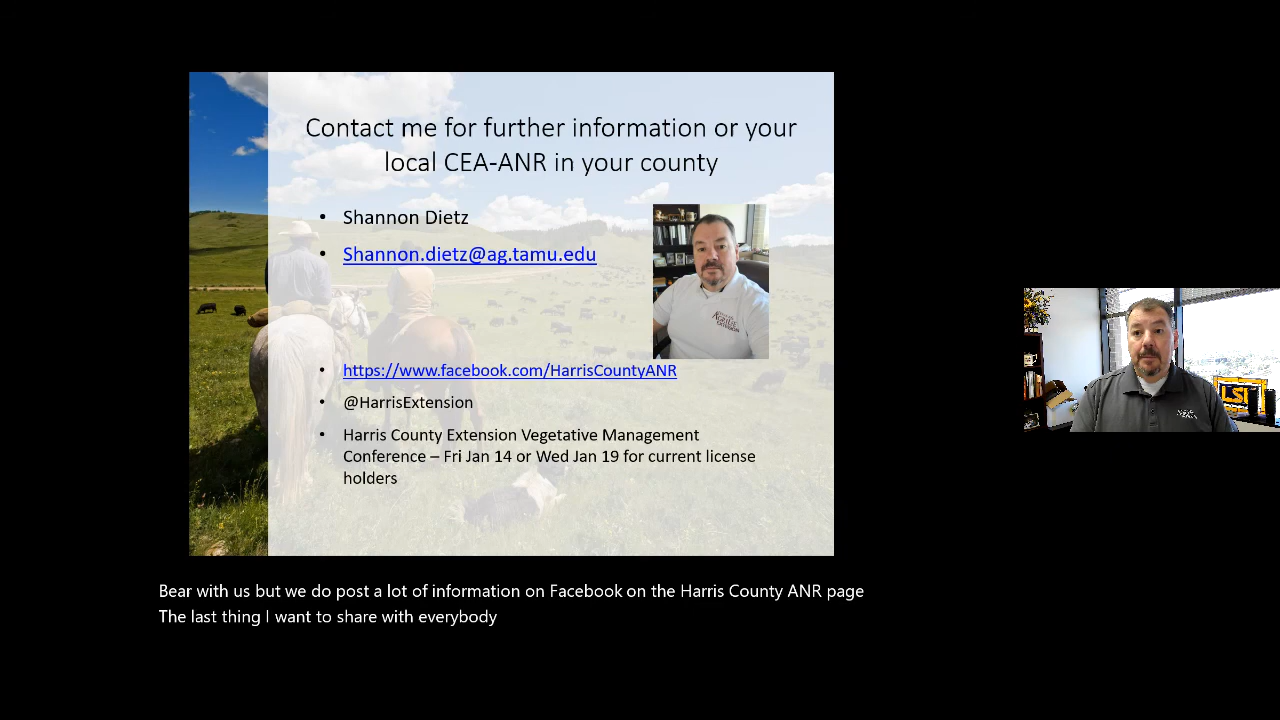 Contact me for further information or your
local CEA-ANR in your county
• Shannon Dietz
• Shannon.dietz@ag.tamu.edu
• https://www.facebook.com/HarrisCountyANR
• @HarrisExtension
• Harris County Extension Vegetative Management
Conference – Fri Jan 14 or Wed Jan 19 for current license
holders
LSU
Bear with us but we do post a lot of information on Facebook on the Harris County ANR page
The last thing I want to share with everybody